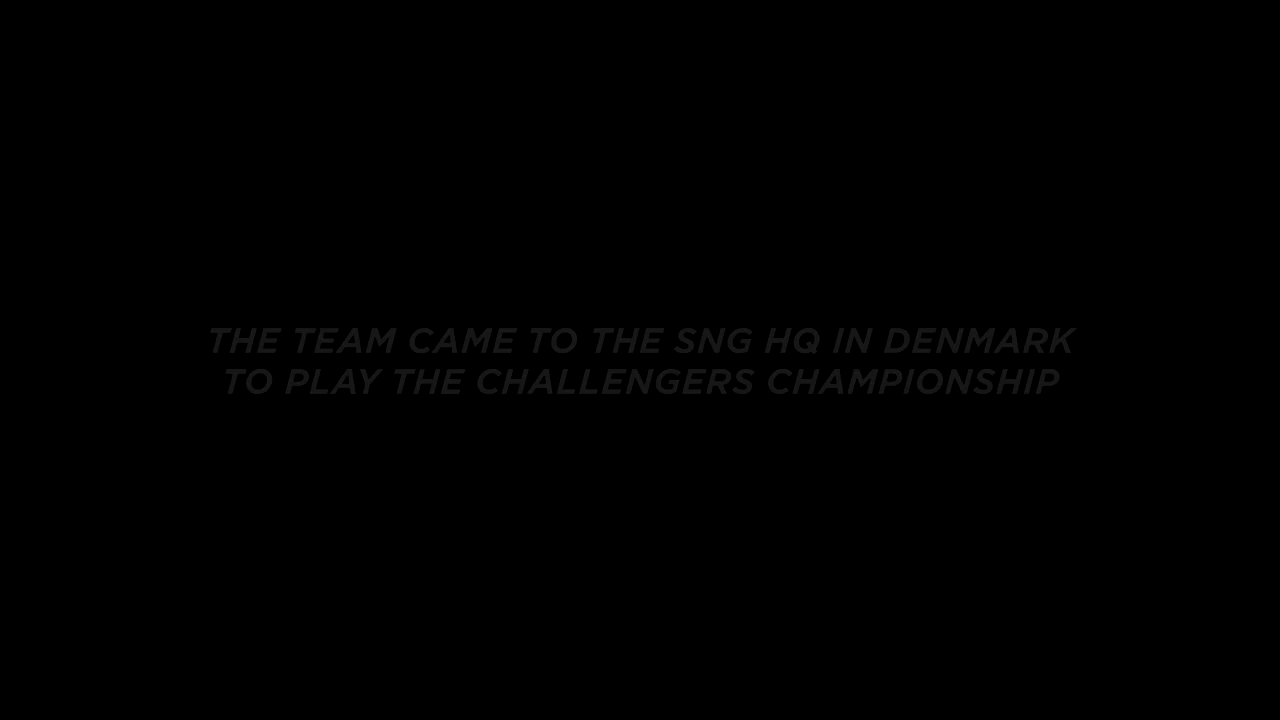 THE TEAM CAME TO THE SNG HQ IN DENMARK
TO PLAY THE CHALLENGERS CHAMPIONSHIP